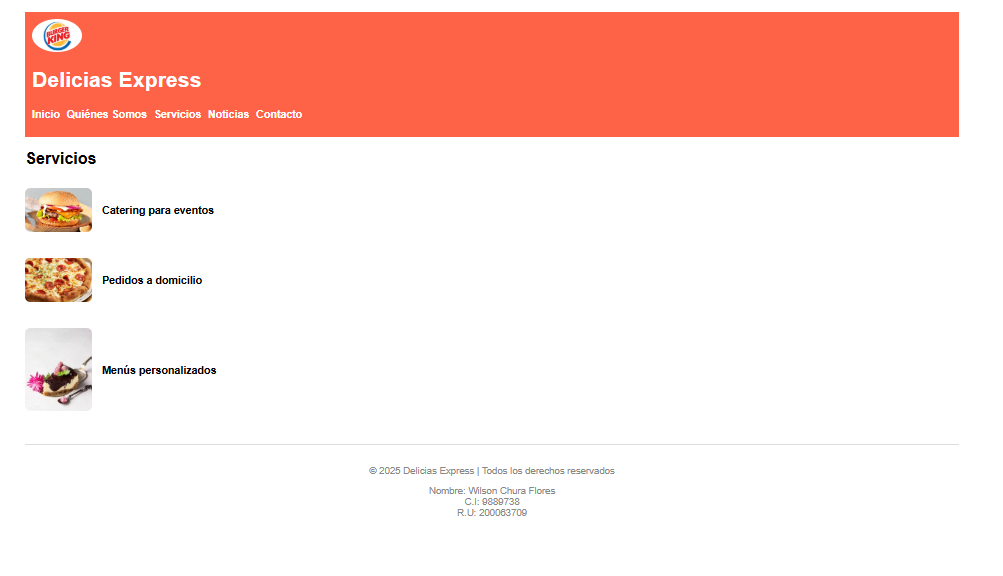 BURGER
KING
Delicias Express
Inicio Quiénes Somos Servicios Noticias Contacto
Servicios
Catering para eventos
Pedidos a domicilio
Menús personalizados
© 2025 Delicias Express | Todos los derechos reservados
Nombre: Wilson Chura Flores
C.I: 9889738
R.U: 200063709